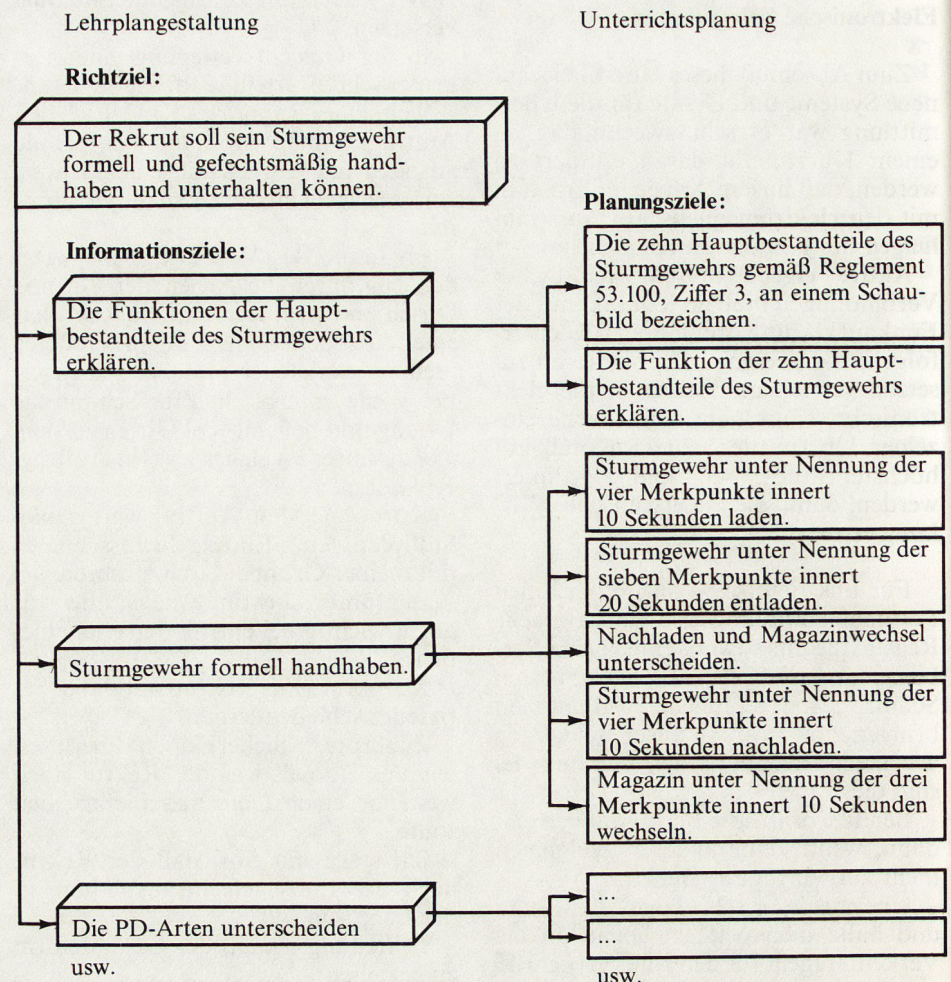 Lehrplangestaltung
Unterrichtsplanung
Richtziel:
Der Rekrut soll sein Sturmgewehr
formell und gefechtsmäßig hand-
haben und unterhalten können.
Informationsziele:
Die Funktionen der Haupt-
bestandteile des Sturmgewehrs
erklären.
Planungsziele:
Die zehn Hauptbestandteile des
Sturmgewehrs gemäß Reglement
53.100, Ziffer 3, an einem Schau-
bild bezeichnen.
Die Funktion der zehn Haupt-
bestandteile des Sturmgewehrs
erklären.
Sturmgewehr formell handhaben.
Sturmgewehr unter Nennung der
vier Merkpunkte innert
10 Sekunden laden.
Sturmgewehr unter Nennung der
sieben Merkpunkte innert
20 Sekunden entladen.
Nachladen und Magazinwechsel
unterscheiden.
Sturmgewehr unter Nennung der
vier Merkpunkte innert
10 Sekunden nachladen.
Magazin unter Nennung der drei
Merkpunkte innert 10 Sekunden
wechseln.
Die PD-Arten unterscheiden
usw.
...
...
usw.